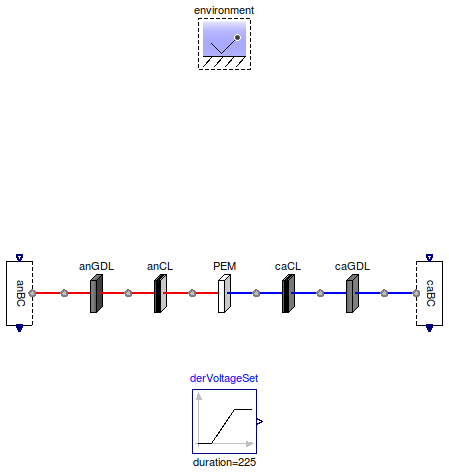 environment
anGDL
anCL
PEM
caCL
caGDL
anBC
caBC
derVoltageSet
duration=225